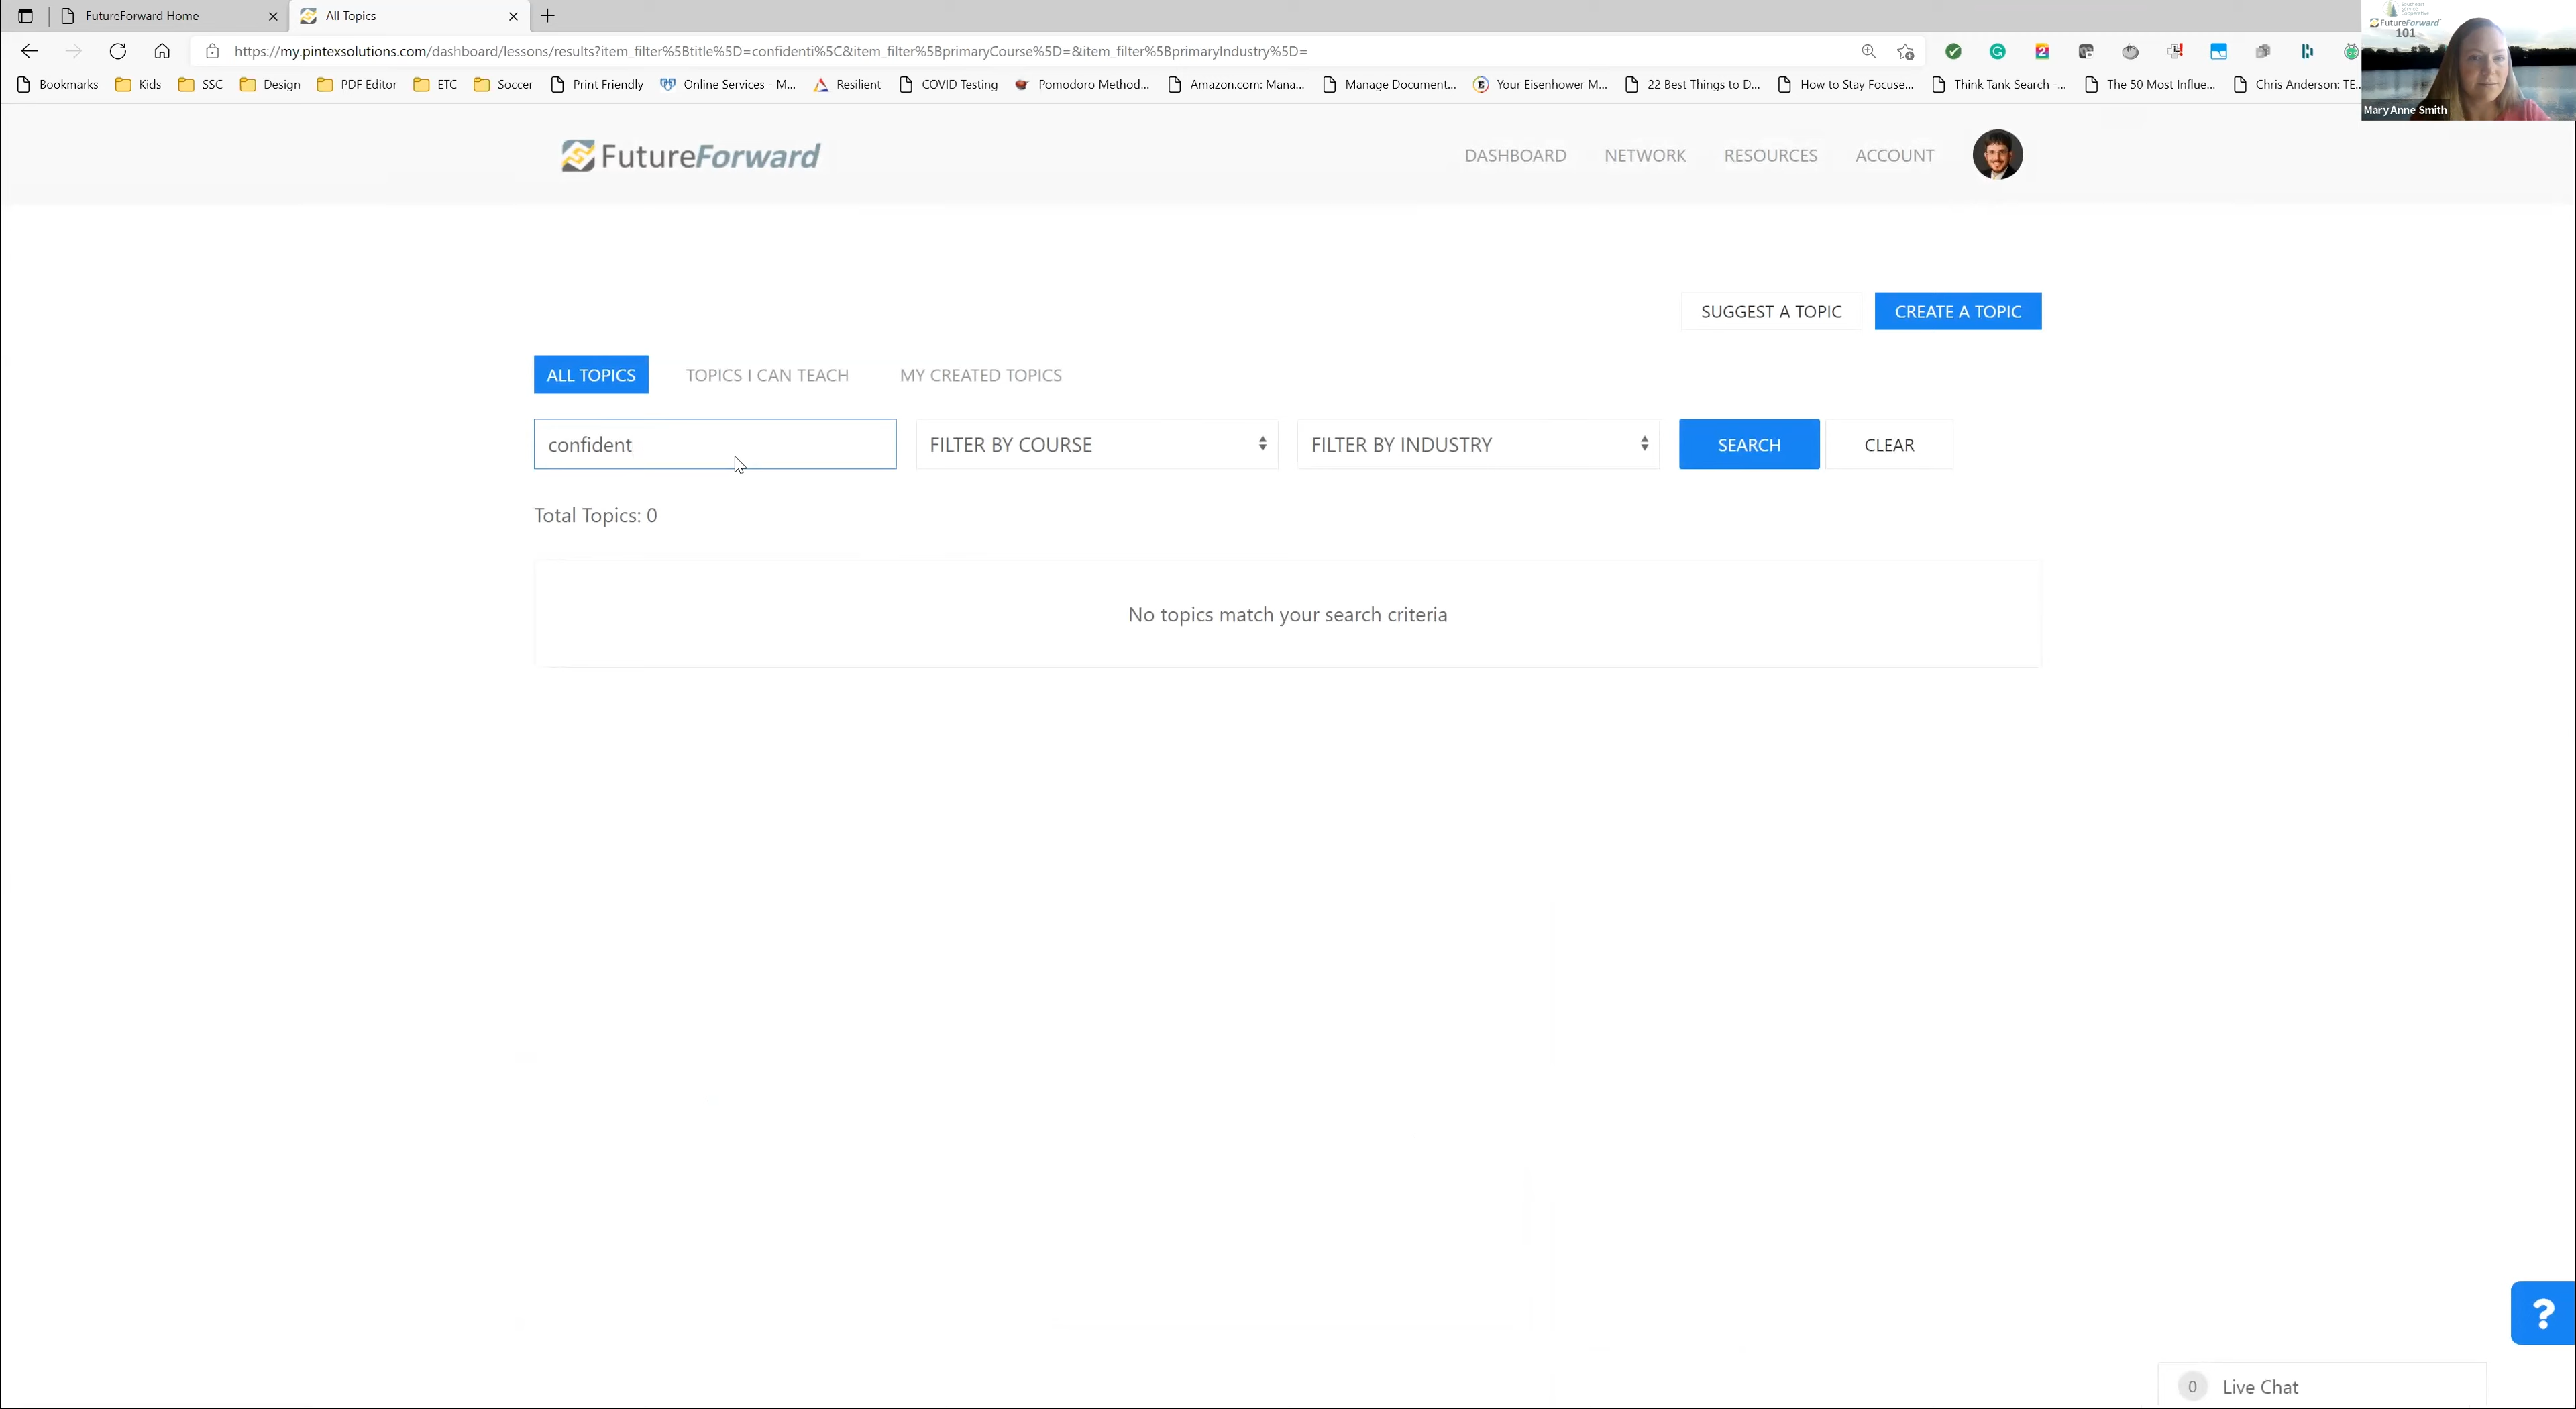 FutureForward Home
All Topics
https://my.pintexsolutions.com/dashboard/lessons/results?item_filter%5Btitle%5D=confidenti%5C&item_filter%5BprimaryCourse%5D=&item_filter%5BprimaryIndustry%5D=
Bookmarks Kids SSC Design PDF Editor ETC Soccer Print Friendly Online Services - M... Resilient COVID Testing Pomodoro Method... Amazon.com: Mana... Manage Document... Your Eisenhower M... 22 Best Things to D... How to Stay Focuse... Think Tank Search -... The 50 Most Influe... Chris Anderson: TE...
Southeast
Service
Cooperative
FutureForward
101
Mary Anne Smith
FutureForward
DASHBOARD NETWORK RESOURCES ACCOUNT
SUGGEST A TOPIC CREATE A TOPIC
ALL TOPICS TOPICS I CAN TEACH MY CREATED TOPICS
confident FILTER BY COURSE FILTER BY INDUSTRY SEARCH CLEAR
Total Topics: 0
No topics match your search criteria
?
0 Live Chat